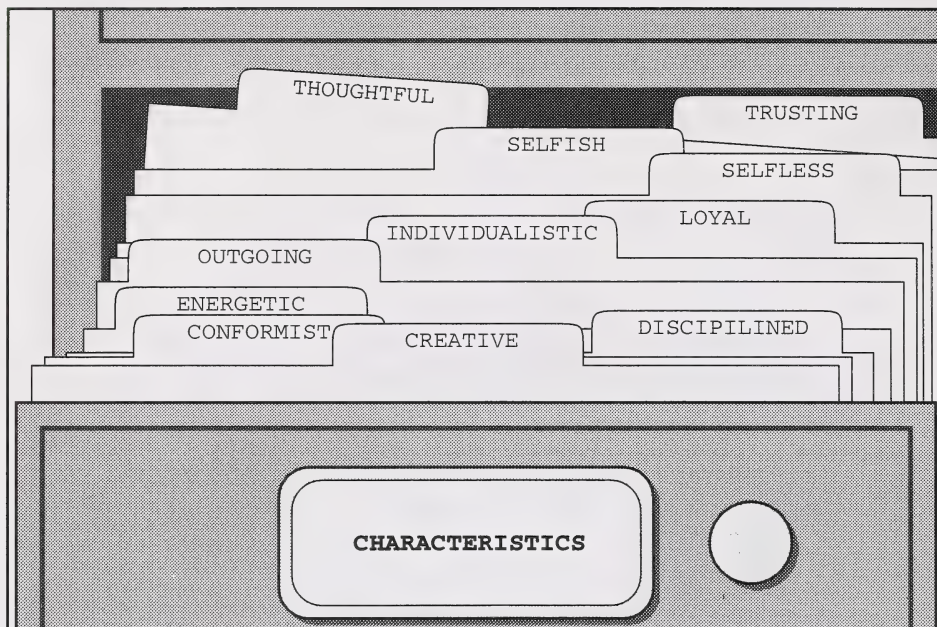 THOUGHTFUL
TRUSTING
SELFISH
SELFLESS
LOYAL
INDIVIDUALISTIC
OUTGOING
ENERGETIC
CONFORMIST
DISCIPILINED
CREATIVE
CHARACTERISTICS